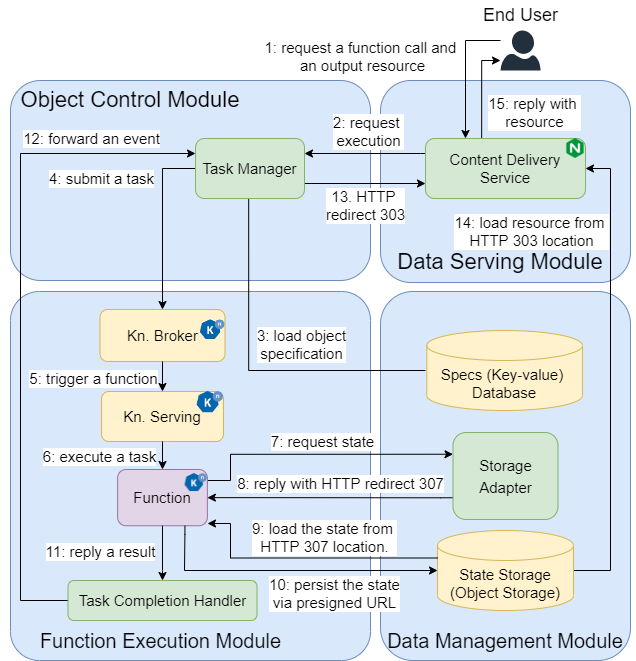 End User
1: request a function call and
an output resource
Object Control Module
15: reply with
resource
12: forward an event
2: request
execution
Task Manager
Content Delivery
Service
N
4: submit a task
13. HTTP
redirect 303
14: load resource from
HTTP 303 location
Data Serving Module
Kn. Broker
K
n
3: load object
specification
5: trigger a function
Specs (Key-value)
Database
Kn. Serving
K
n
6: execute a task
7: request state
Storage
Adapter
Function
K
n
8: reply with HTTP redirect 307
9: load the state from
HTTP 307 location.
11: reply a result
State Storage
(Object Storage)
10: persist the state
via presigned URL
Task Completion Handler
Function Execution Module
Data Management Module